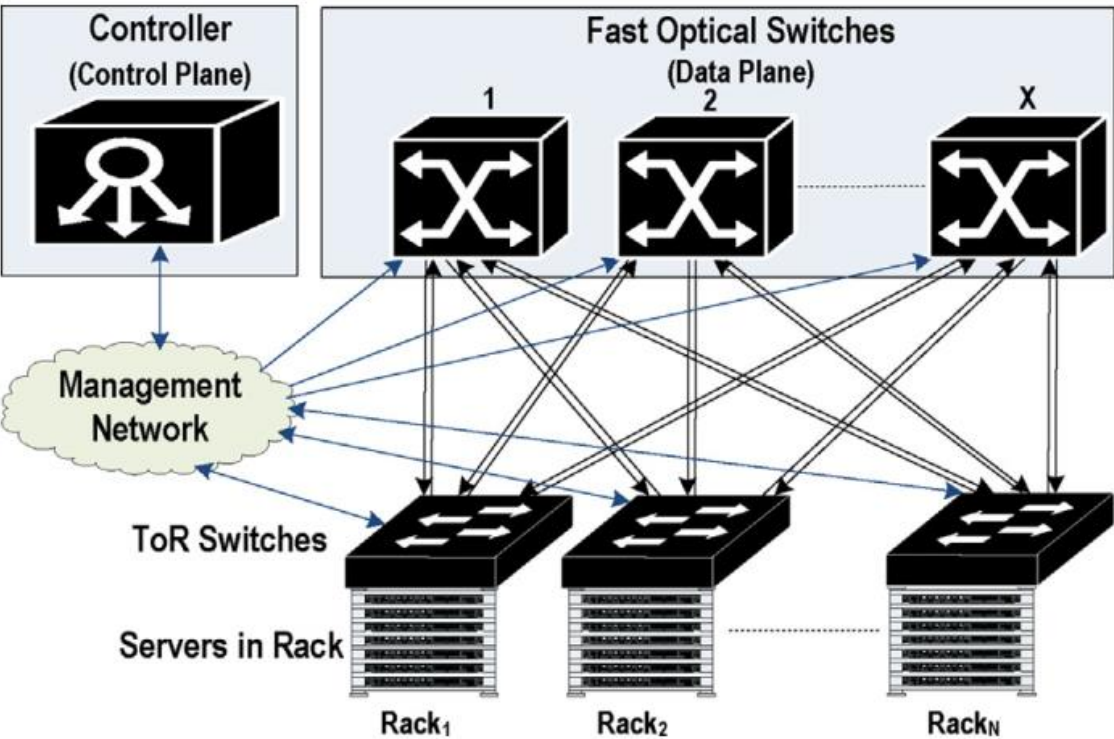 Controller
(Control Plane)
Fast Optical Switches
(Data Plane)
1
2
X
Management
Network
ToR Switches
Servers in Rack
Rack₁
Rack₂
Rack_N